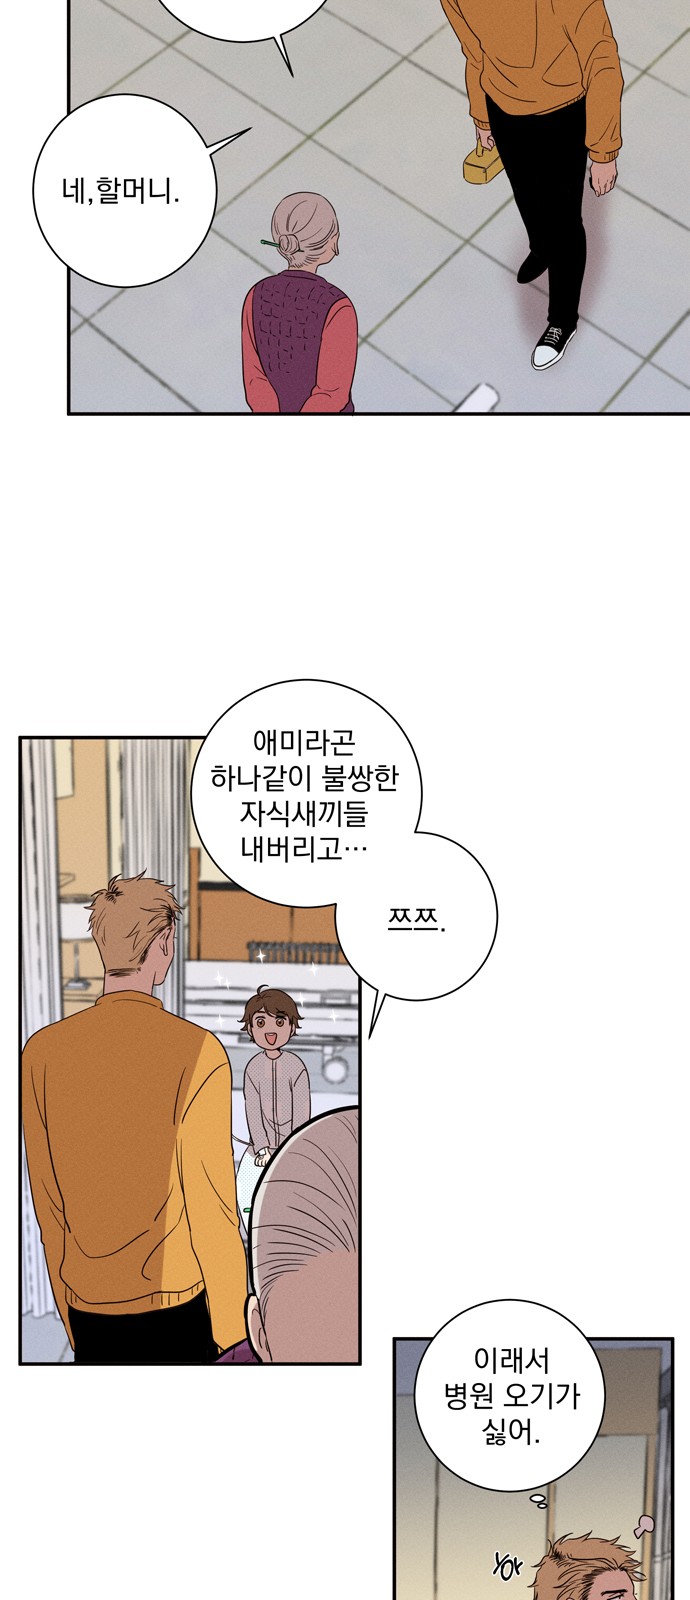 네,할머니.
애미라곤
하나같이 불쌍한
자식새끼들
내버리고…
쯔쯔.
이래서
병원 오기가
싫어.